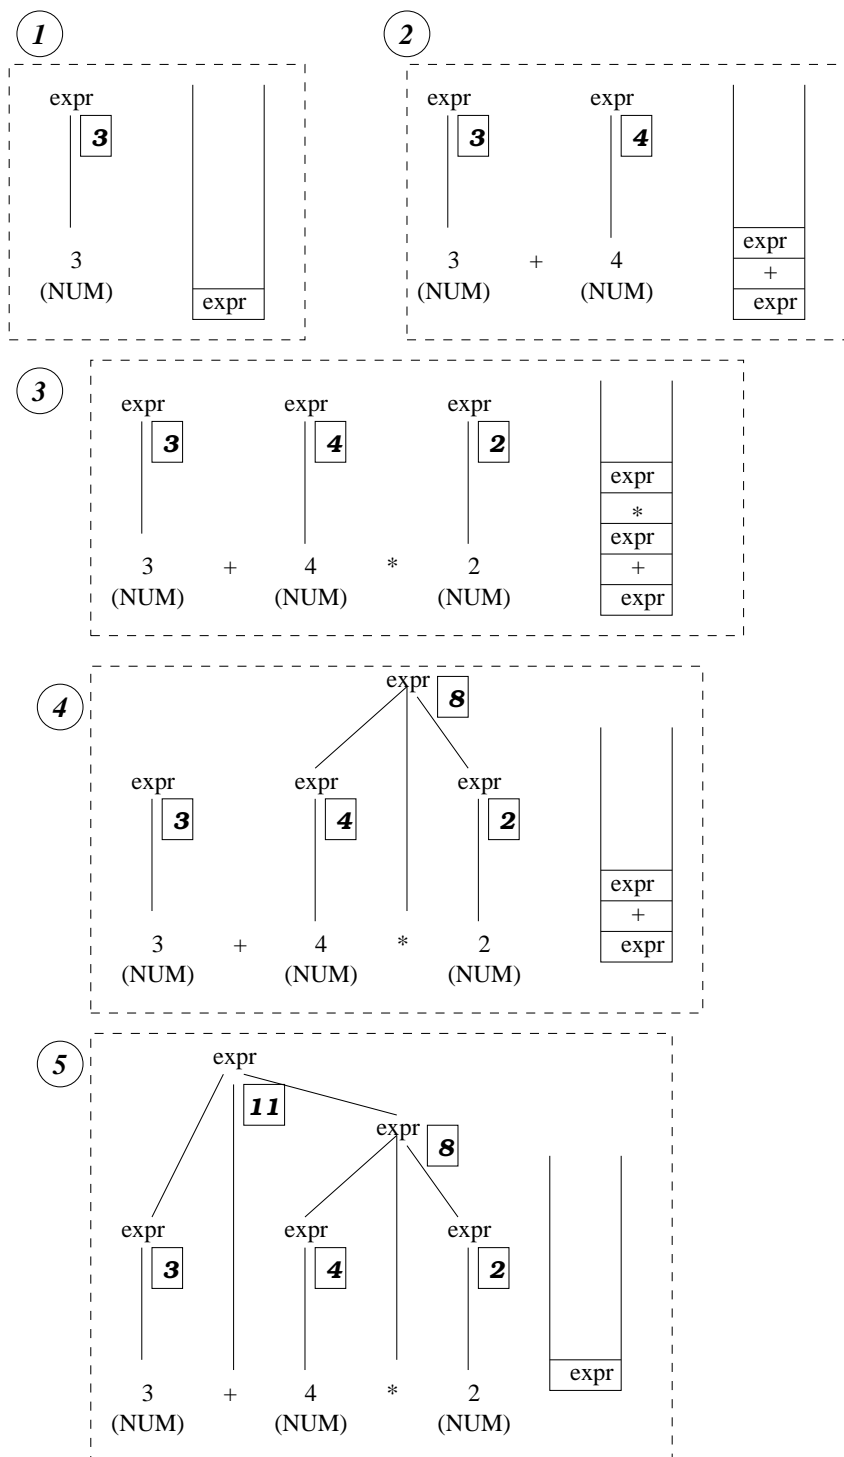 1
expr
3
3
(NUM)
expr
2
expr expr
3 4
3 + 4
(NUM) (NUM)
expr
+
expr
3
expr expr expr
3 4 2
3 + 4 * 2
(NUM) (NUM) (NUM)
expr
*
expr
+
expr
4
expr
8
expr expr expr
3 4 2
3 + 4 * 2
(NUM) (NUM) (NUM)
expr
+
expr
5
expr
11
expr
8
expr expr expr
3 4 2
3 + 4 * 2
(NUM) (NUM) (NUM)
expr